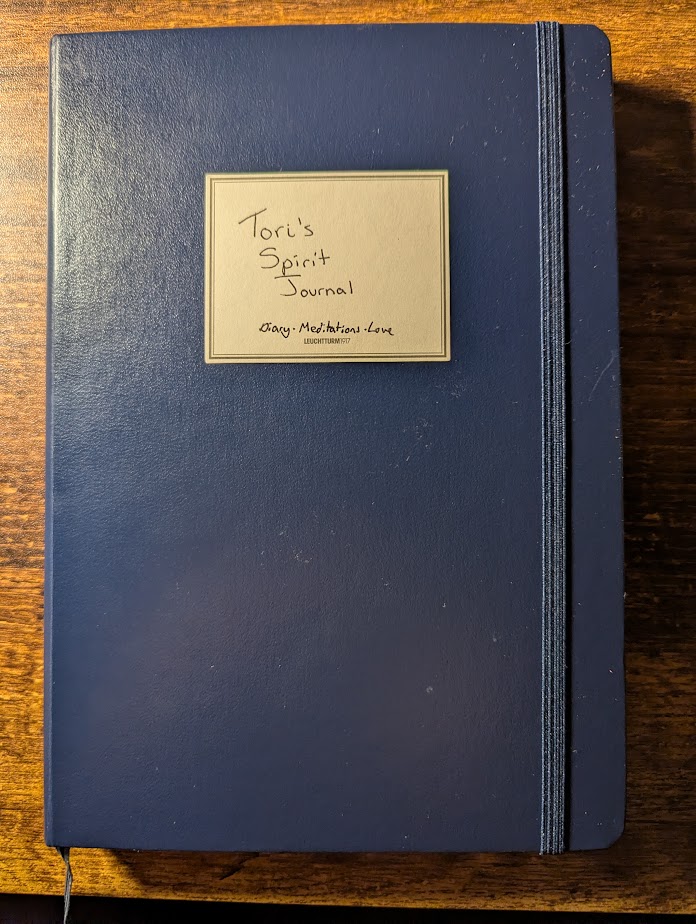 Tori's
Spirit
Journal
Diary · Meditations · Love
LEUCHTTURM1917